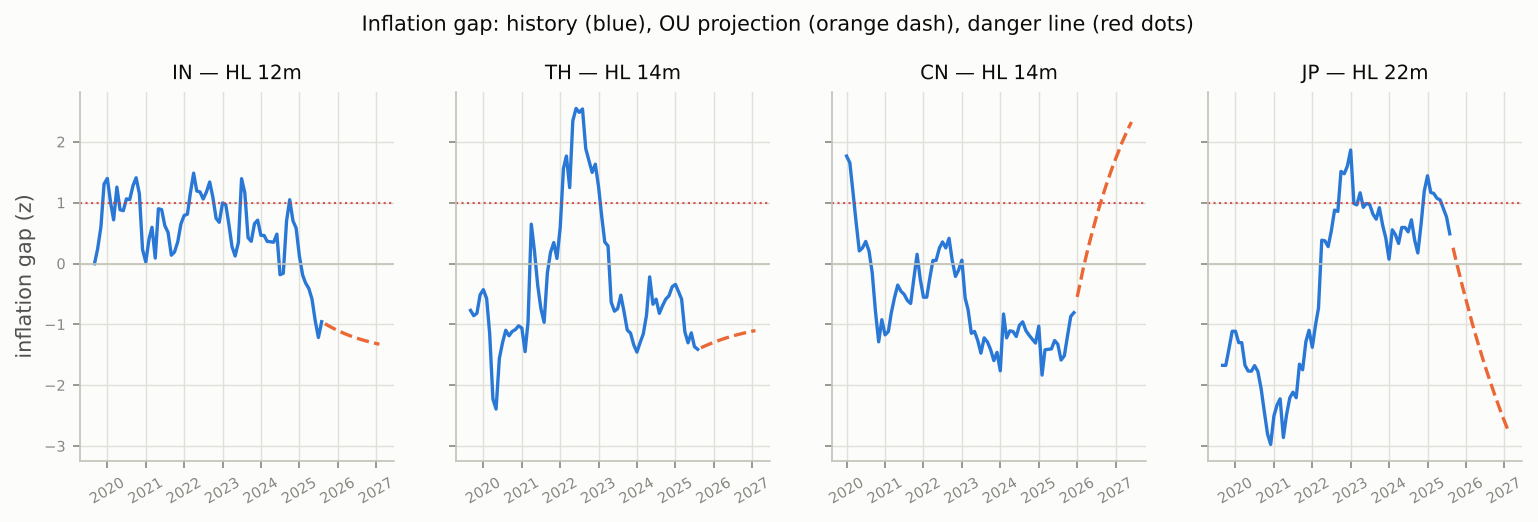 Inflation gap: history (blue), OU projection (orange dash), danger line (red dots)
IN — HL 12m
TH — HL 14m
CN — HL 14m
JP — HL 22m
inflation gap (z)
2
1
0
−1
−2
−3
2020 2021 2022 2023 2024 2025 2026 2027
2020 2021 2022 2023 2024 2025 2026 2027
2020 2021 2022 2023 2024 2025 2026 2027
2020 2021 2022 2023 2024 2025 2026 2027